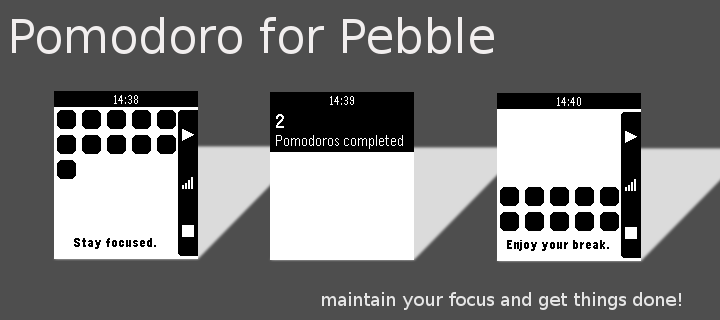 Pomodoro for Pebble
14:38
Stay focused.
14:39
2
Pomodoros completed
14:40
Enjoy your break.
maintain your focus and get things done!